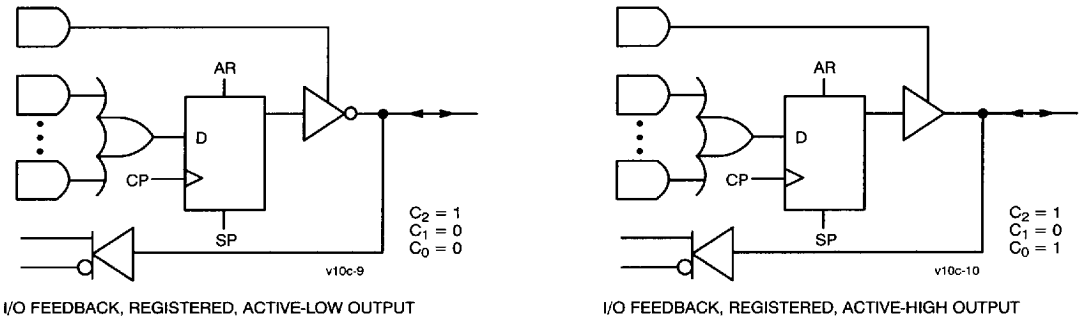 AR
D
CP
SP
C₂ = 1
C₁ = 0
C₀ = 0
v10c-9
I/O FEEDBACK, REGISTERED, ACTIVE-LOW OUTPUT
AR
D
CP
SP
C₂ = 1
C₁ = 0
C₀ = 1
v10c-10
I/O FEEDBACK, REGISTERED, ACTIVE-HIGH OUTPUT